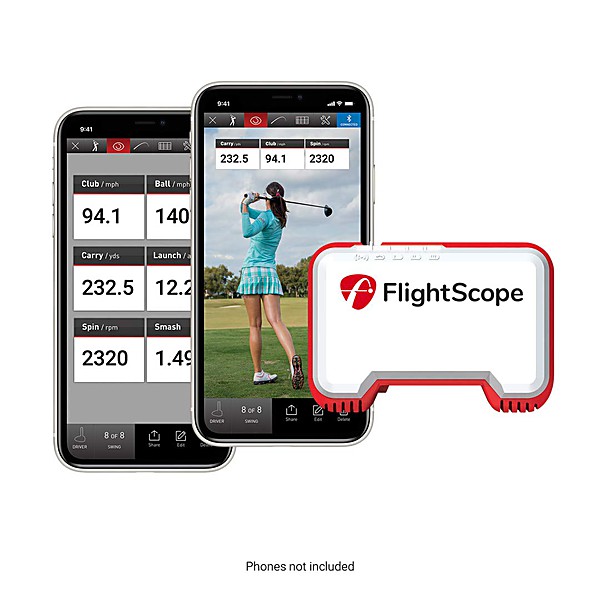 9:41
Club / mph
Ball / mph
94.1
140
Carry / yds
Launch / a
232.5
12.2
Spin / rpm
Smash
2320
1.49
DRIVER
8 OF 8
SWING
Share
Edit
9:41
CONNECTED
Carry / yds
Club / mph
Spin / rpm
232.5
94.1
2320
DRIVER
8 OF 8
SWING
Share
Edit
Delete
FlightScope
Phones not included